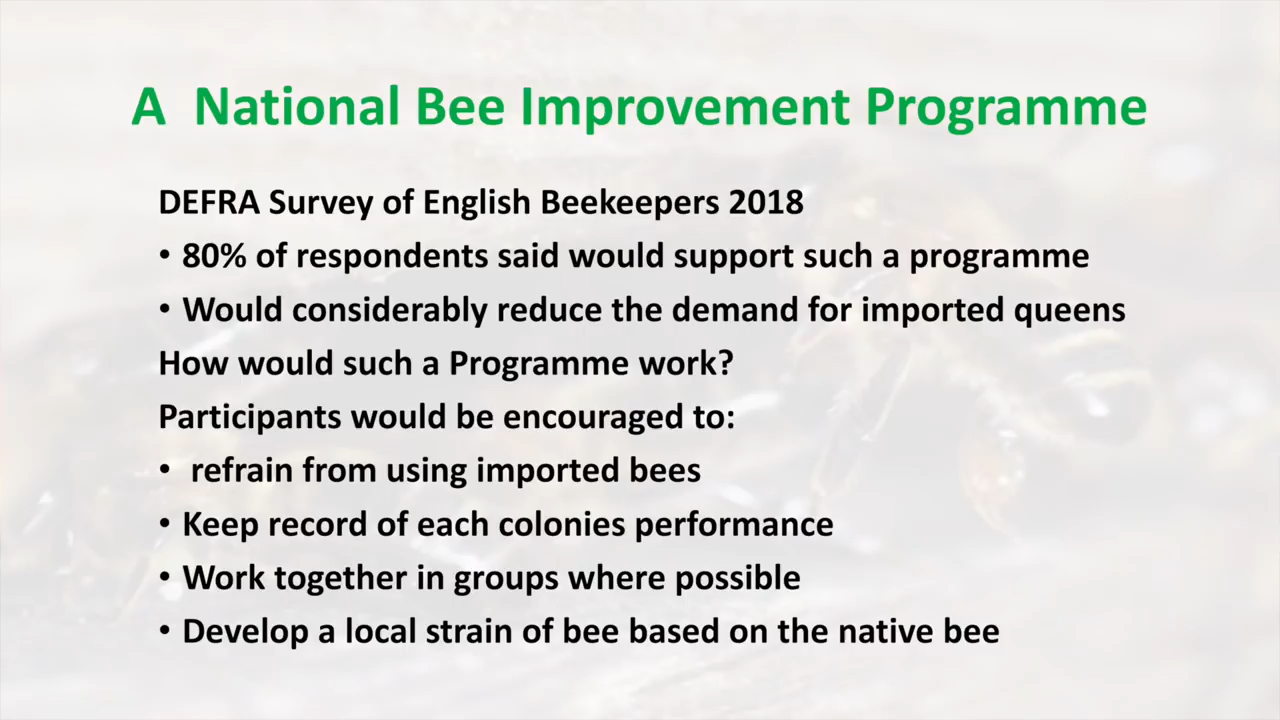 A National Bee Improvement Programme
DEFRA Survey of English Beekeepers 2018
• 80% of respondents said would support such a programme
• Would considerably reduce the demand for imported queens
How would such a Programme work?
Participants would be encouraged to:
• refrain from using imported bees
• Keep record of each colonies performance
• Work together in groups where possible
• Develop a local strain of bee based on the native bee